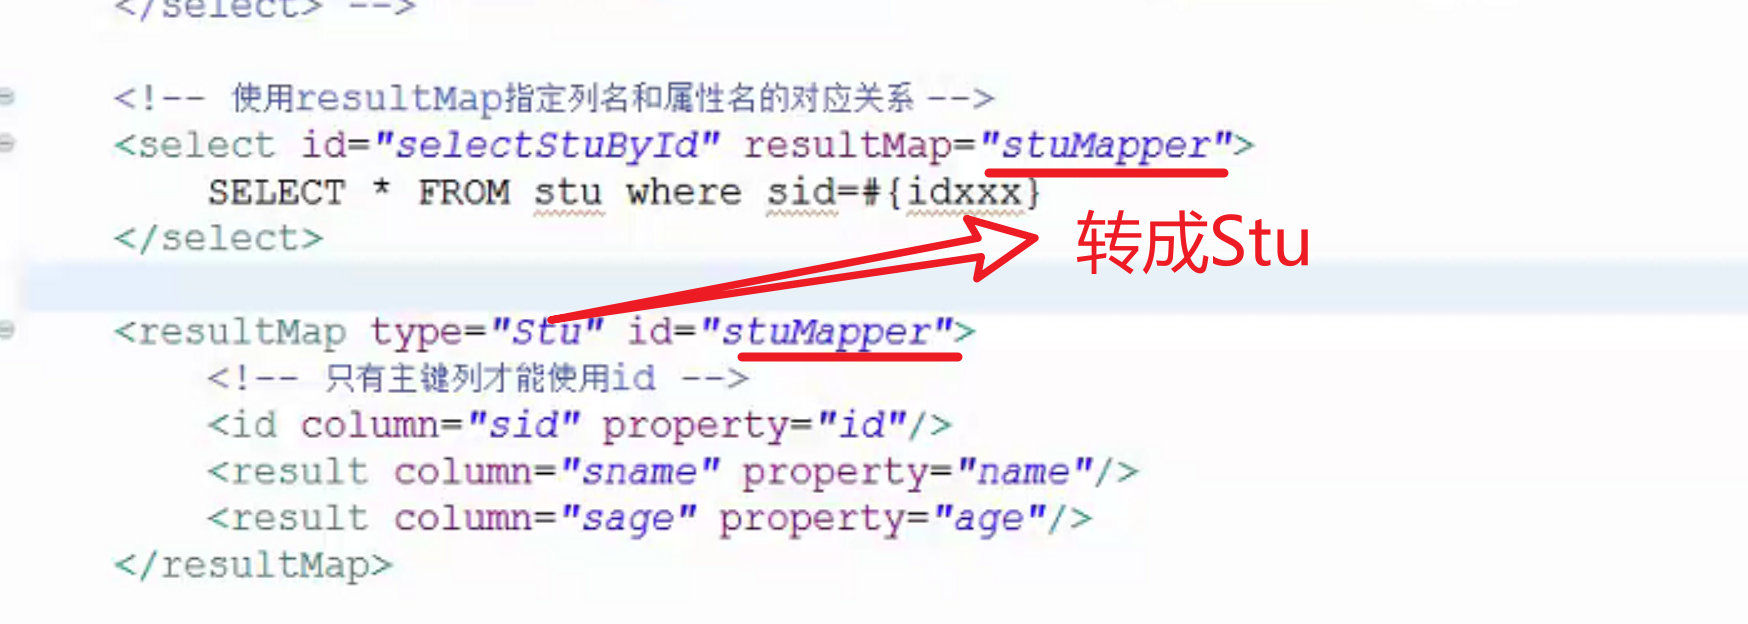 </select> -->
<!-- 使用resultMap指定列名和属性名的对应关系 -->
<select id="selectStuById" resultMap="stuMapper">
SELECT * FROM stu where sid=#{idxxx}
转成Stu
</select>
<resultMap type="Stu" id="stuMapper">
<!-- 只有主键列才能使用id -->
<id column="sid" property="id"/>
<result column="sname" property="name"/>
<result column="sage" property="age"/>
</resultMap>